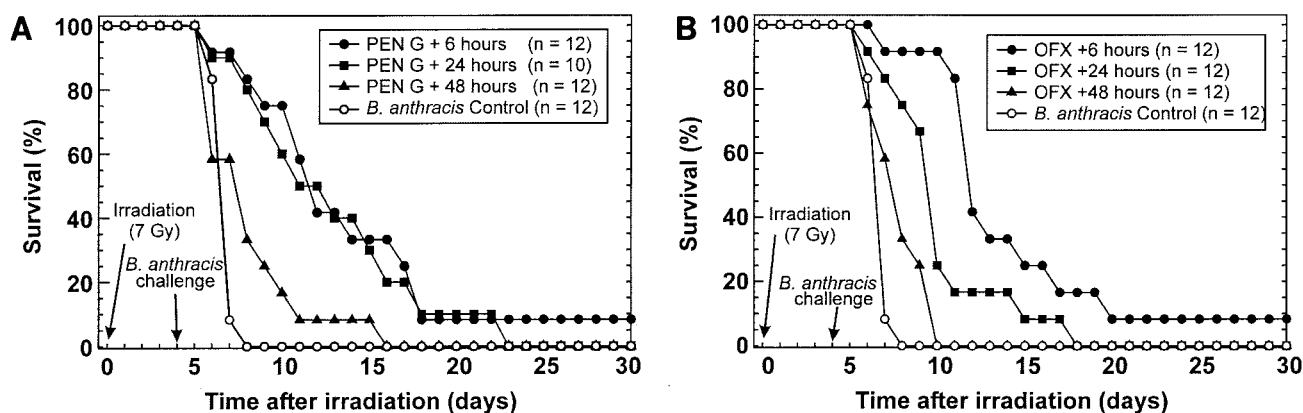 A
PEN G + 6 hours (n = 12)
PEN G + 24 hours (n = 10)
PEN G + 48 hours (n = 12)
B. anthracis Control (n = 12)
Survival (%)
100
80
60
40
20
0
Irradiation
(7 Gy)
B. anthracis
challenge
0 5 10 15 20 25 30
Time after irradiation (days)
B
OFX +6 hours (n = 12)
OFX +24 hours (n = 12)
OFX +48 hours (n = 12)
B. anthracis Control (n = 12)
Survival (%)
100
80
60
40
20
0
Irradiation
(7 Gy)
B. anthracis
challenge
0 5 10 15 20 25 30
Time after irradiation (days)